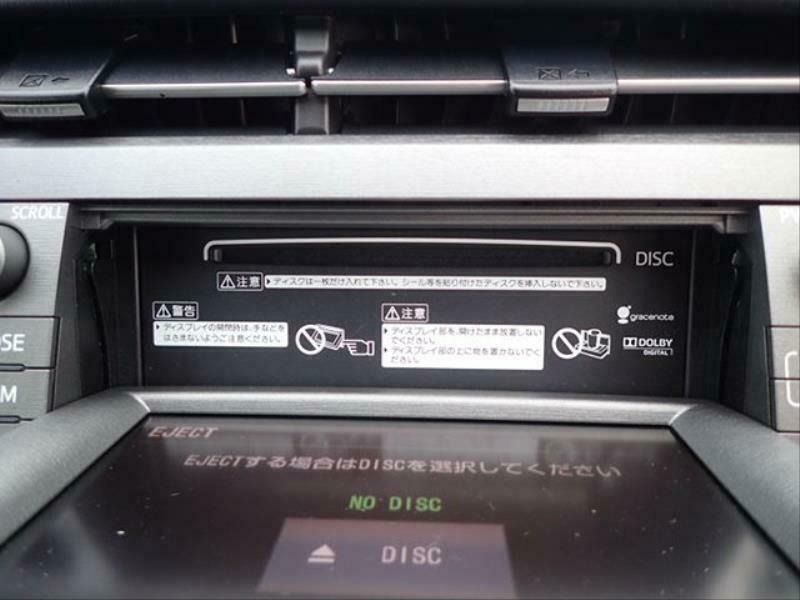 SCROLL
DISC
⚠注意
ディスクは一枚だけ入れて下さい。シール等を貼り付けたディスクを挿入しないで下さい。
⚠警告
ディスプレイの開閉時は、手などを
はさまないようご注意ください。
⚠注意
ディスプレイ部を、開けたまま放置しない
でください。
ディスプレイ部の上に物を置かないでく
ださい。
gracenote
DOLBY
DIGITAL
EJECT
EJECTする場合はDISCを選択してください
NO DISC
DISC